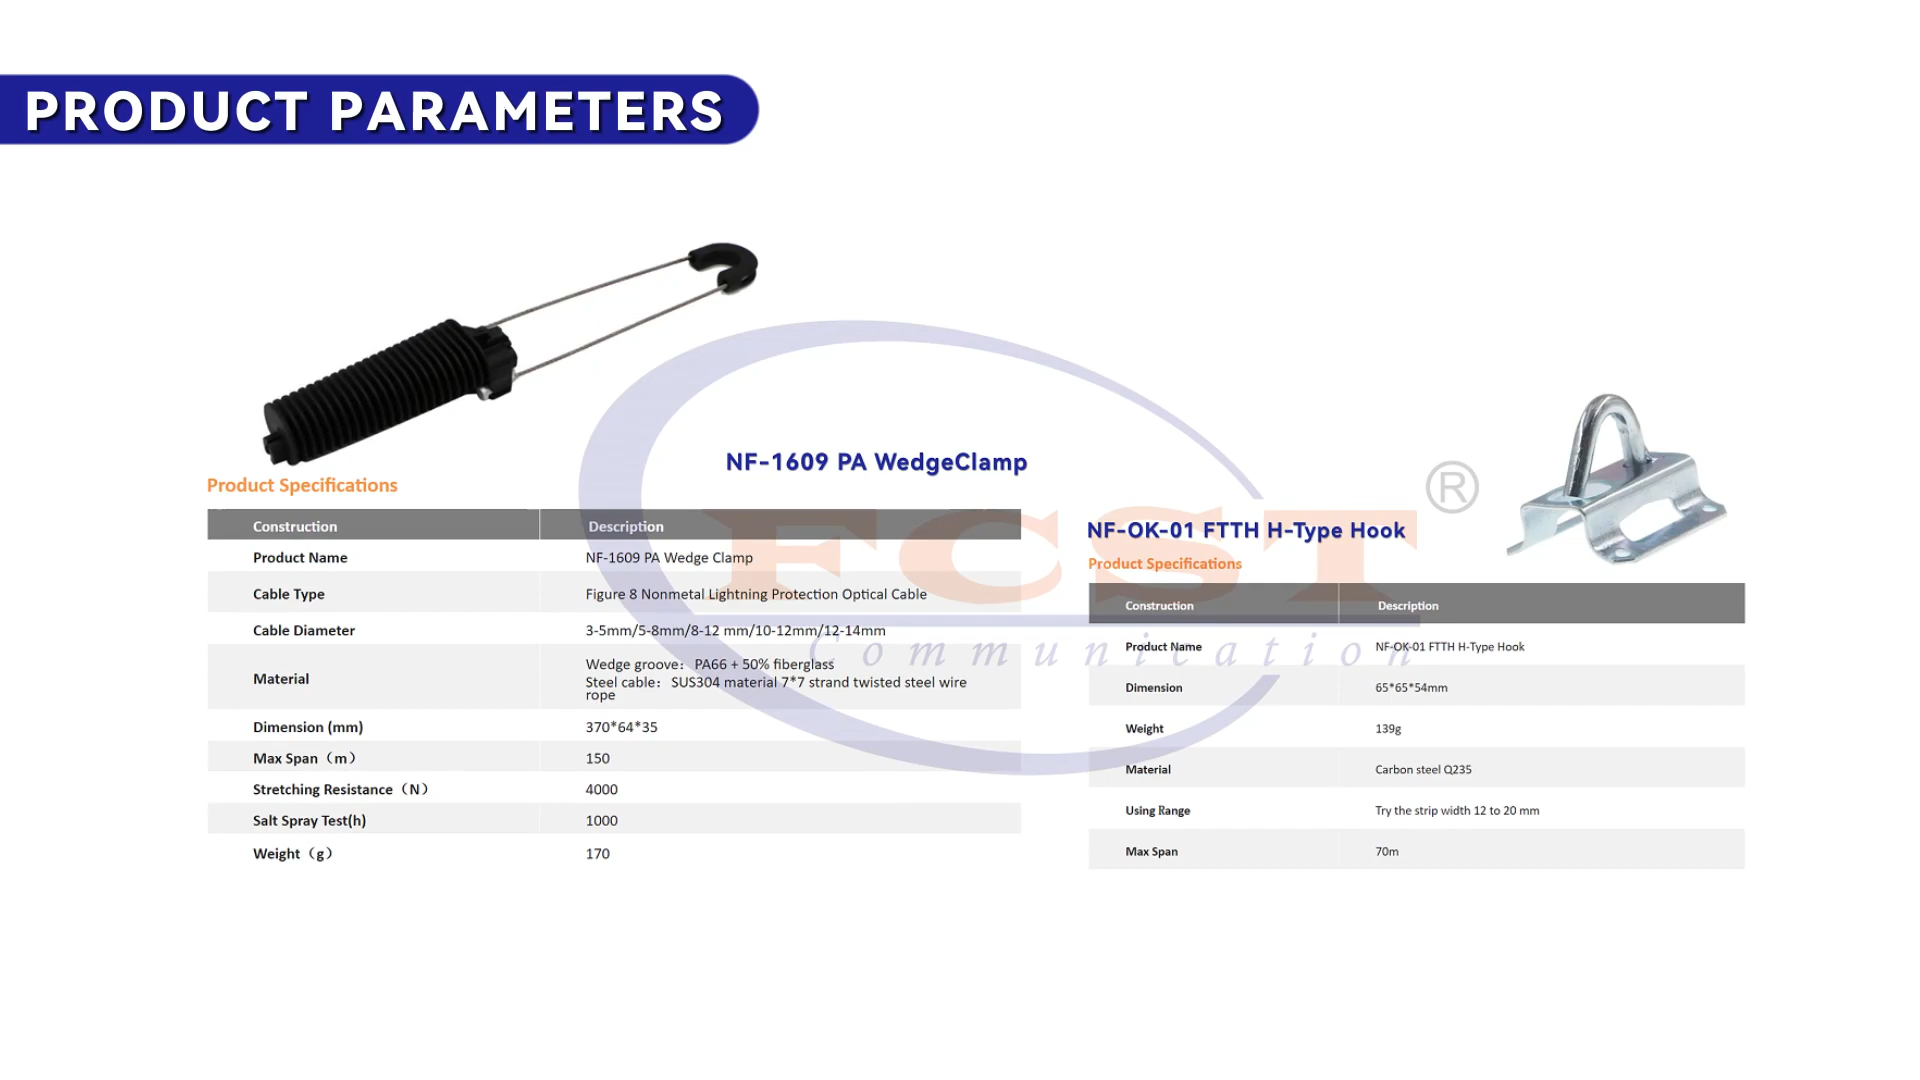 PRODUCT PARAMETERS
NF-1609 PA WedgeClamp
Product Specifications
Construction Description
Product Name NF-1609 PA Wedge Clamp
Cable Type Figure 8 Nonmetal Lightning Protection Optical Cable
Cable Diameter 3-5mm/5-8mm/8-12 mm/10-12mm/12-14mm
Material Wedge groove：PA66 + 50% fiberglass
Steel cable：SUS304 material 7*7 strand twisted steel wire
rope
Dimension (mm) 370*64*35
Max Span（m） 150
Stretching Resistance（N） 4000
Salt Spray Test(h) 1000
Weight（g） 170
NF-OK-01 FTTH H-Type Hook
Product Specifications
Construction Description
Product Name NF-OK-01 FTTH H-Type Hook
Dimension 65*65*54mm
Weight 139g
Material Carbon steel Q235
Using Range Try the strip width 12 to 20 mm
Max Span 70m
FCST ®
Communication